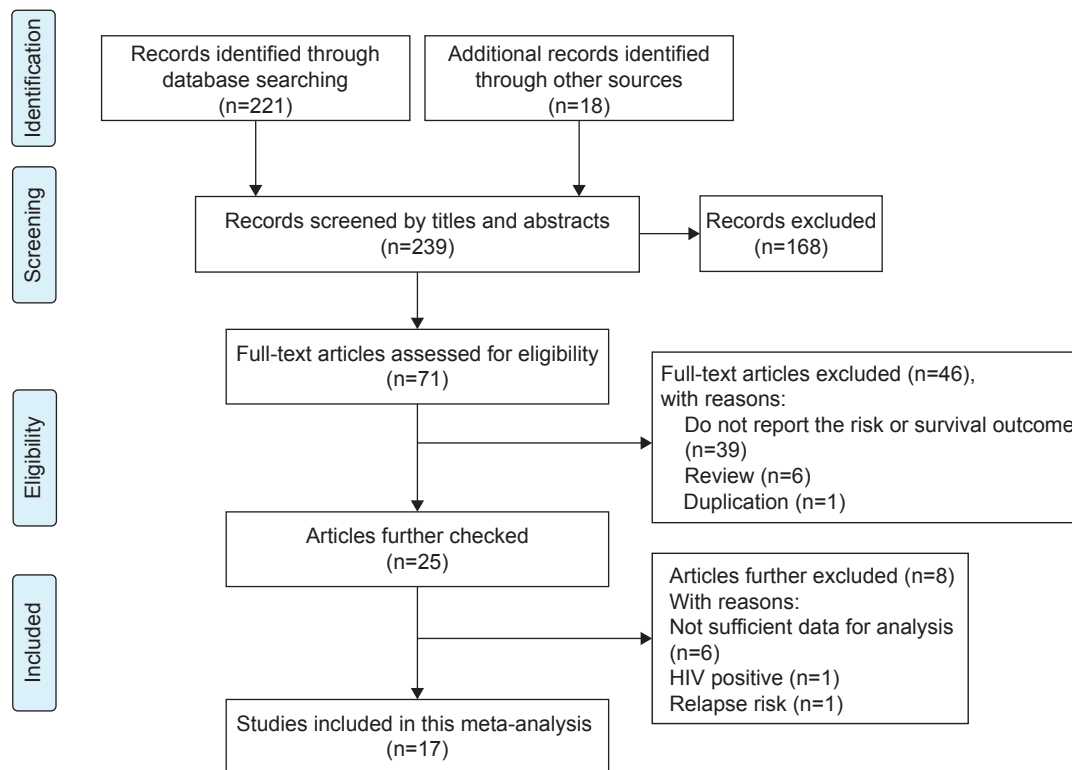 Identification
Records identified through
database searching
(n=221)
Additional records identified
through other sources
(n=18)
Screening
Records screened by titles and abstracts
(n=239)
Records excluded
(n=168)
Full-text articles assessed for eligibility
(n=71)
Eligibility
Full-text articles excluded (n=46),
with reasons:
Do not report the risk or survival outcome
(n=39)
Review (n=6)
Duplication (n=1)
Articles further checked
(n=25)
Included
Articles further excluded (n=8)
With reasons:
Not sufficient data for analysis
(n=6)
HIV positive (n=1)
Relapse risk (n=1)
Studies included in this meta-analysis
(n=17)